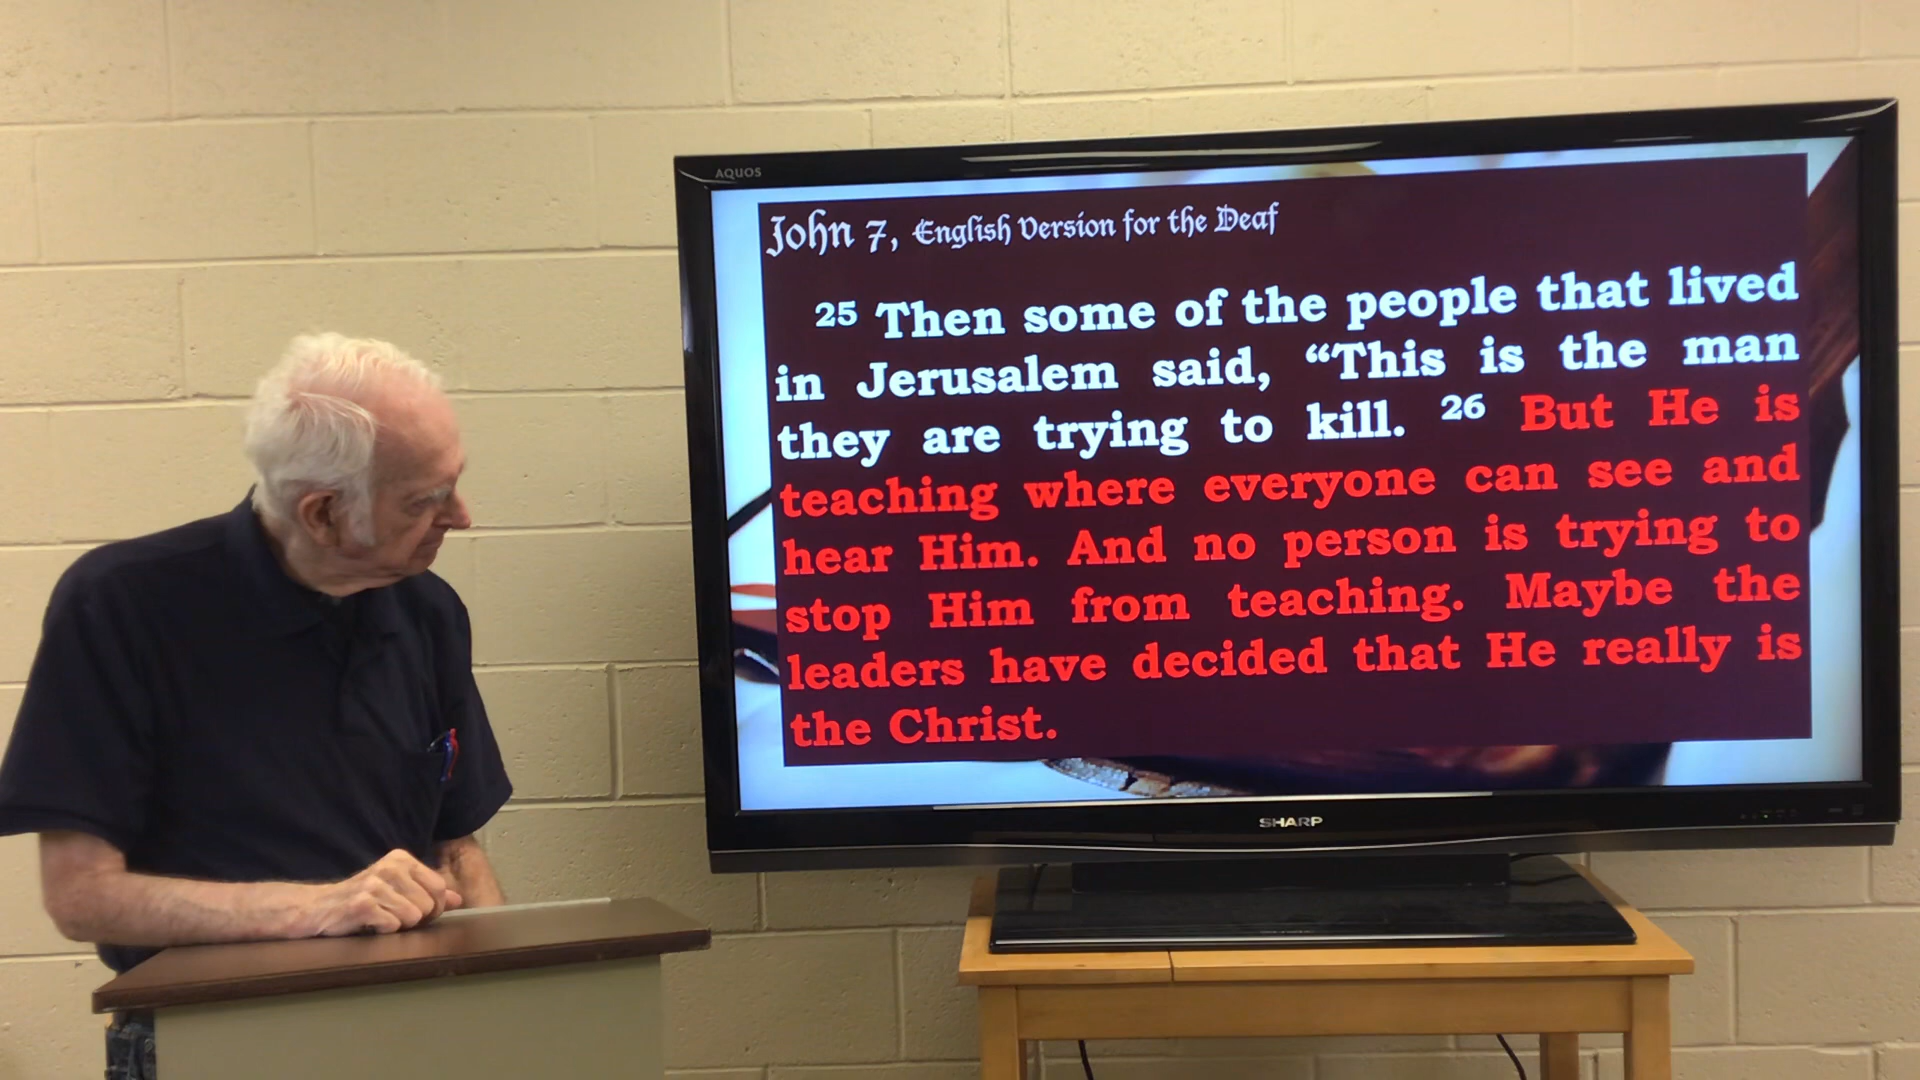 AQUOS
John 7, English Version for the Deaf
25 Then some of the people that lived
in Jerusalem said, “This is the man
they are trying to kill. 26 But He is
teaching where everyone can see and
hear Him. And no person is trying to
stop Him from teaching. Maybe the
leaders have decided that He really is
the Christ.
SHARP